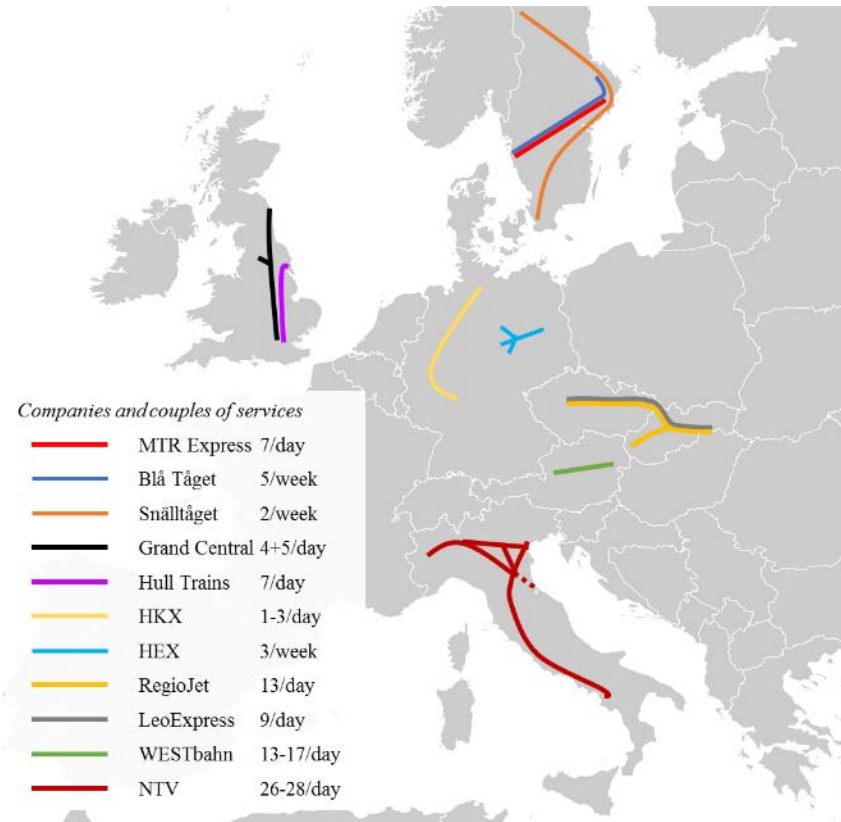 Companies and couples of services
MTR Express 7/day
Blå Tåget 5/week
Snälltåget 2/week
Grand Central 4+5/day
Hull Trains 7/day
HKX 1-3/day
HEX 3/week
RegioJet 13/day
LeoExpress 9/day
WESTbahn 13-17/day
NTV 26-28/day